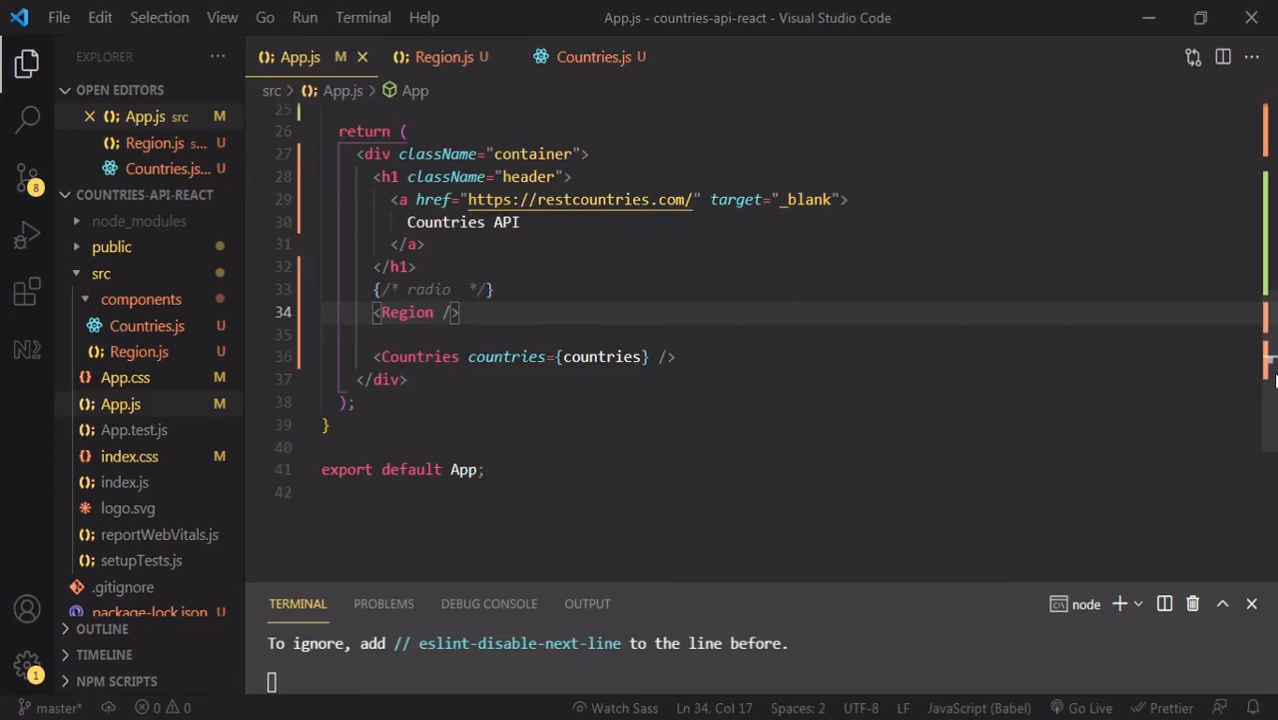 File Edit Selection View Go Run Terminal Help App.js - countries-api-react - Visual Studio Code
EXPLORER ···
OPEN EDITORS
App.js src M
Region.js s... U
Countries.js... U
COUNTRIES-API-REACT
node_modules
public
src
components
Countries.js U
Region.js U
App.css M
App.js M
App.test.js
index.css M
index.js
logo.svg
reportWebVitals.js
setupTests.js
.gitignore
package-lock.json U
OUTLINE
TIMELINE
NPM SCRIPTS
8
1
App.js M Region.js U Countries.js U
src > App.js > App
25
26 return (
27 <div className="container">
28 <h1 className="header">
29 <a href="https://restcountries.com/" target="_blank">
30 Countries API
31 </a>
32 </h1>
33 {/* radio  */}
34 <Region />
35
36 <Countries countries={countries} />
37 </div>
38 );
39 }
40
41 export default App;
42
TERMINAL PROBLEMS DEBUG CONSOLE OUTPUT node
To ignore, add // eslint-disable-next-line to the line before.
master* 0 0 Watch Sass Ln 34, Col 17 Spaces: 2 UTF-8 LF JavaScript (Babel) Go Live Prettier